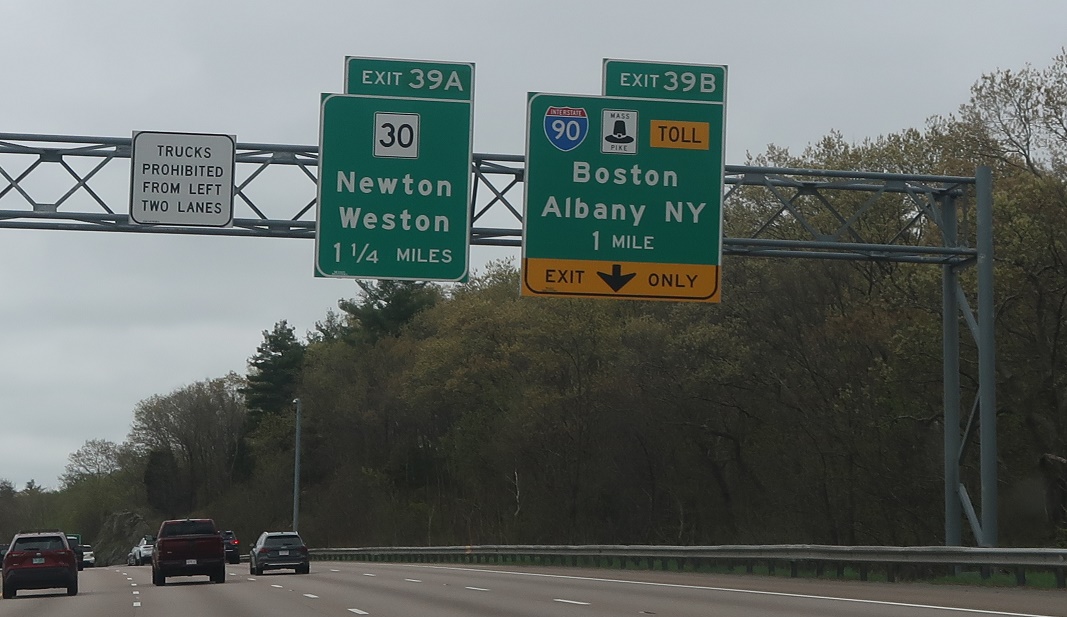 TRUCKS
PROHIBITED
FROM LEFT
TWO LANES
EXIT 39A
30
Newton
Weston
1 1/4 MILES
EXIT 39B
INTERSTATE
90
MASS
PIKE
TOLL
Boston
Albany NY
1 MILE
EXIT ONLY